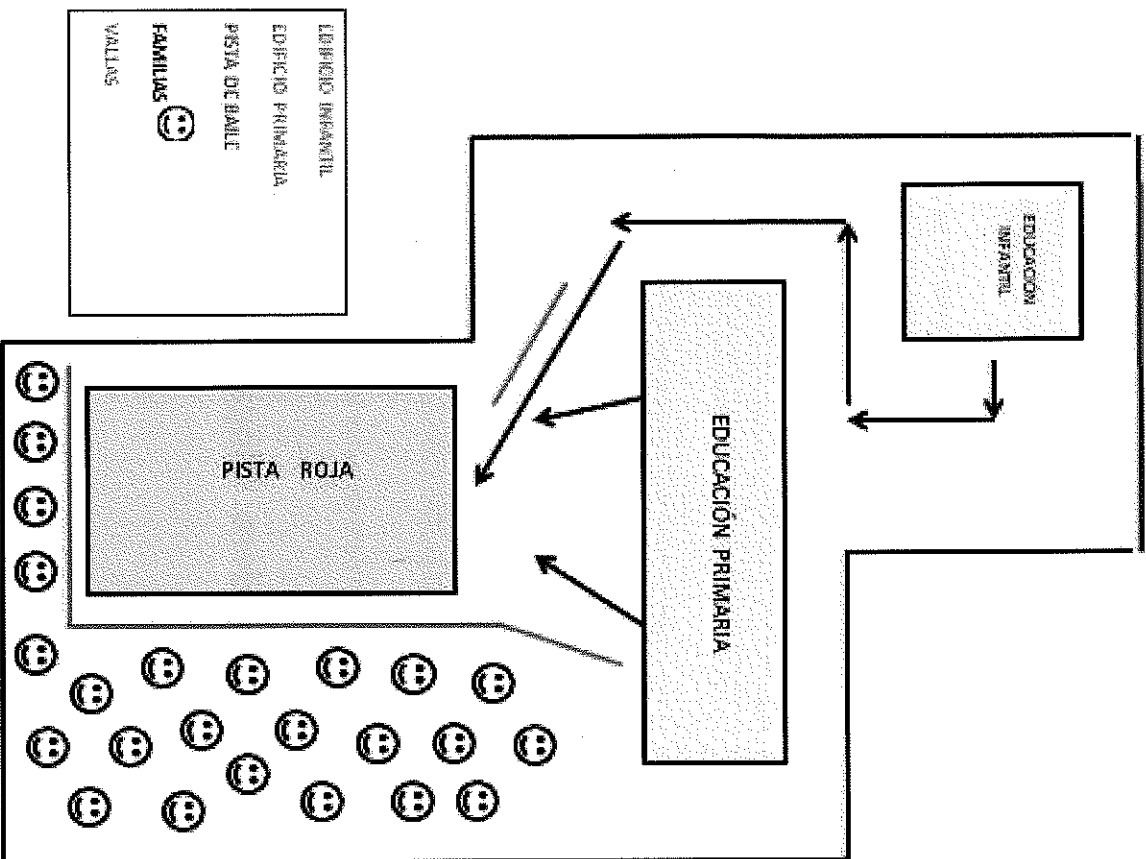 EDIFICIO INFANTIL
EDIFICIO PRIMARIA
PISTA DE BAILE
FAMILIAS
VALLAS
EDUCACIÓN
INFANTIL
EDUCACIÓN PRIMARIA
PISTA ROJA